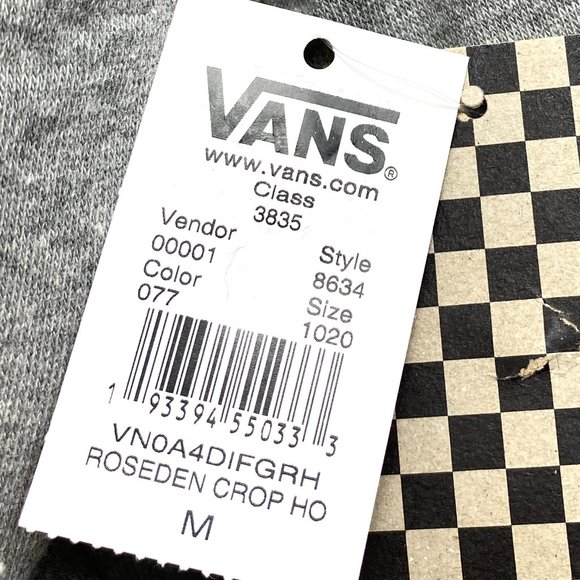 VANS®
www.vans.com
Class
3835
Vendor Style
00001 8634
Color Size
077 1020
1 93394 55033 3
VN0A4DIFGRH
ROSEDEN CROP HO
M